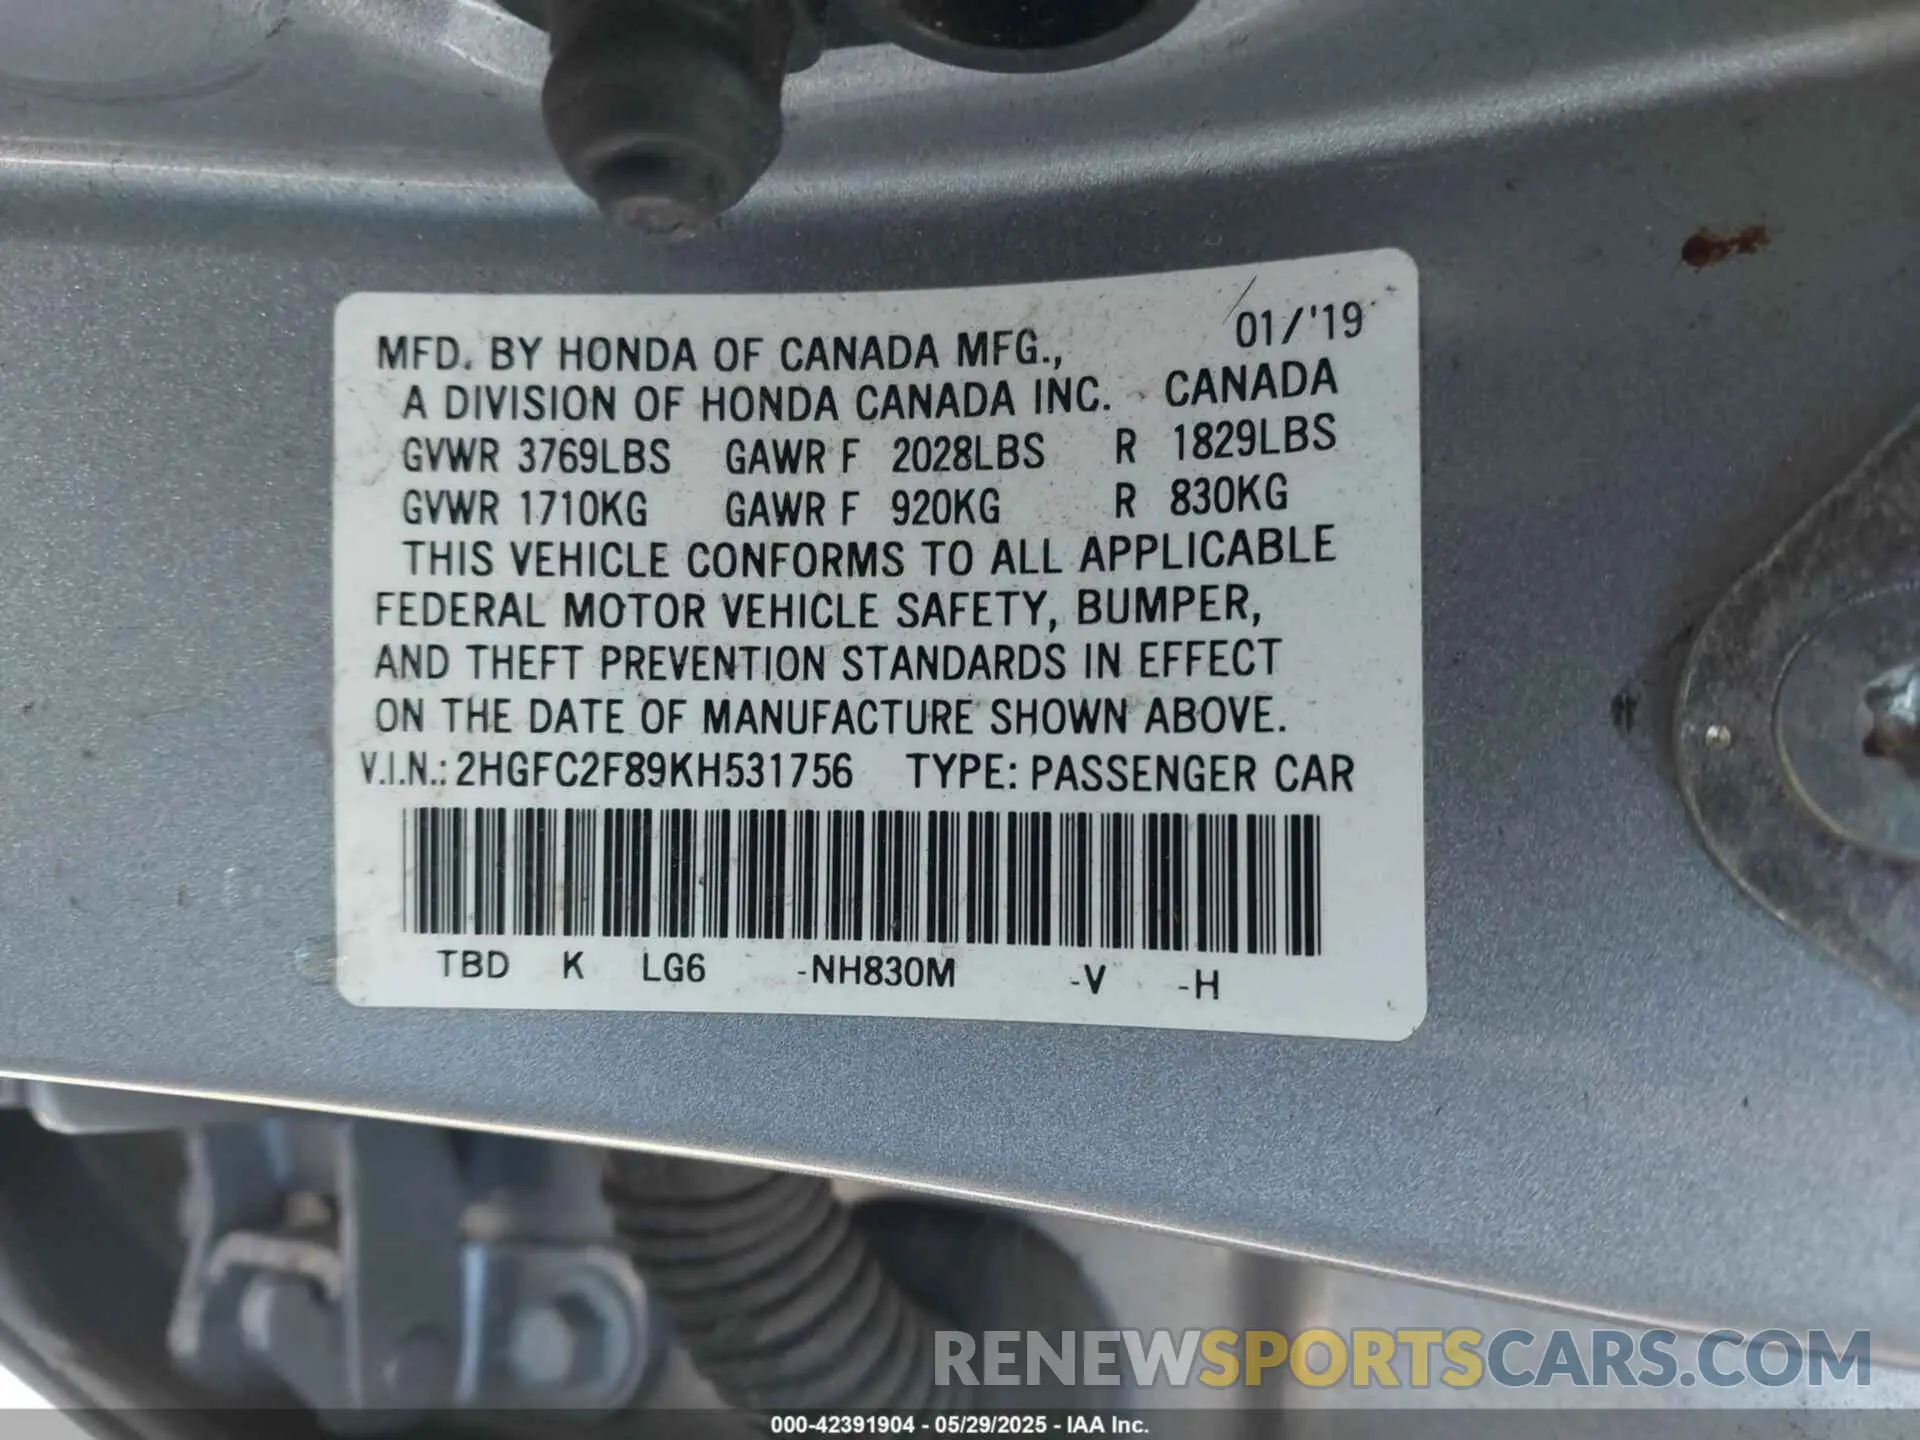 MFD. BY HONDA OF CANADA MFG., 01/'19
A DIVISION OF HONDA CANADA INC. CANADA
GVWR 3769LBS GAWR F 2028LBS R 1829LBS
GVWR 1710KG GAWR F 920KG R 830KG
THIS VEHICLE CONFORMS TO ALL APPLICABLE
FEDERAL MOTOR VEHICLE SAFETY, BUMPER,
AND THEFT PREVENTION STANDARDS IN EFFECT
ON THE DATE OF MANUFACTURE SHOWN ABOVE.
V.I.N.: 2HGFC2F89KH531756 TYPE: PASSENGER CAR
TBD K LG6 -NH830M -V -H
RENEWSPORTSCARS.COM
000-42391904 - 05/29/2025 - IAA Inc.